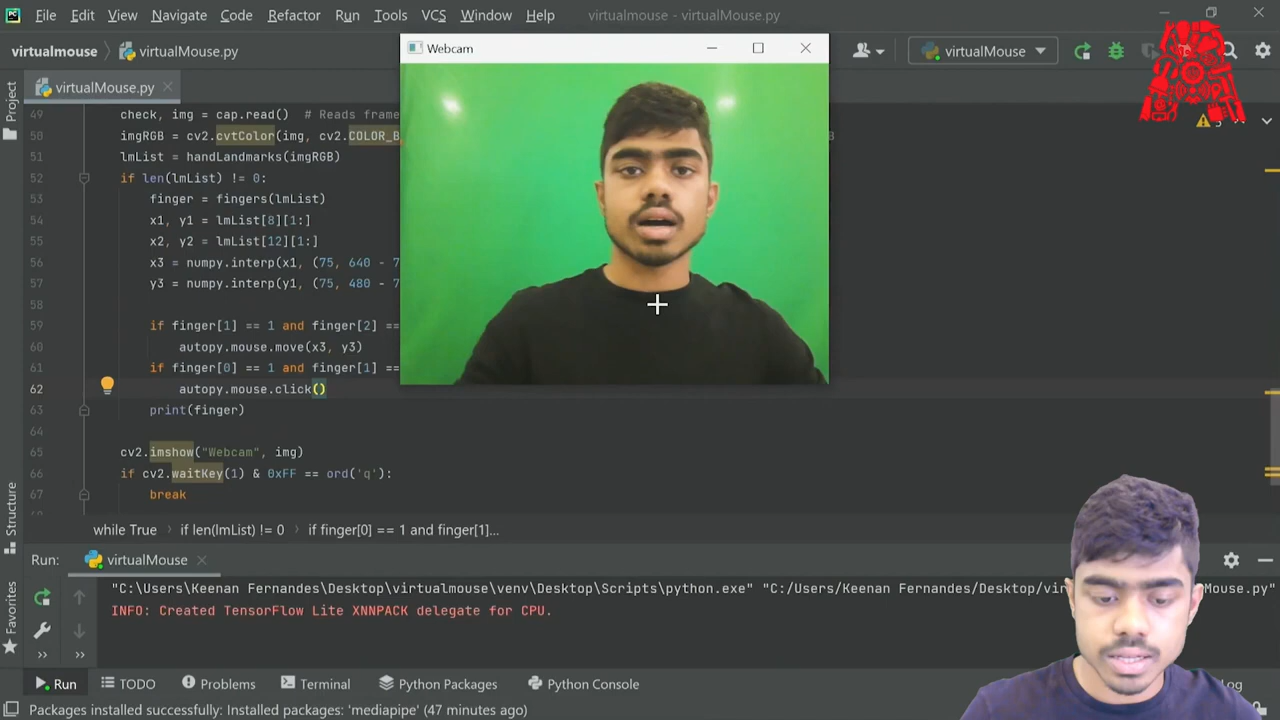 File Edit View Navigate Code Refactor Run Tools VCS Window Help virtualmouse - virtualMouse.py
virtualmouse virtualMouse.py virtualMouse
virtualMouse.py
Webcam
49 check, img = cap.read() # Reads frame
50 imgRGB = cv2.cvtColor(img, cv2.COLOR_B
51 lmList = handLandmarks(imgRGB)
52 if len(lmList) != 0:
53 finger = fingers(lmList)
54 x1, y1 = lmList[8][1:]
55 x2, y2 = lmList[12][1:]
56 x3 = numpy.interp(x1, (75, 640 - 7
57 y3 = numpy.interp(y1, (75, 480 - 7
58
59 if finger[1] == 1 and finger[2] ==
60 autopy.mouse.move(x3, y3)
61 if finger[0] == 1 and finger[1] ==
62 autopy.mouse.click()
63 print(finger)
64
65 cv2.imshow("Webcam", img)
66 if cv2.waitKey(1) & 0xFF == ord('q'):
67 break
while True if len(lmList) != 0 if finger[0] == 1 and finger[1]...
Project
Structure
Favorites
Run: virtualMouse
"C:\Users\Keenan Fernandes\Desktop\virtualmouse\venv\Desktop\Scripts\python.exe" "C:/Users/Keenan Fernandes/Desktop/vir Mouse.py"
INFO: Created TensorFlow Lite XNNPACK delegate for CPU.
Run TODO Problems Terminal Python Packages Python Console Log
Packages installed successfully: Installed packages: 'mediapipe' (47 minutes ago)